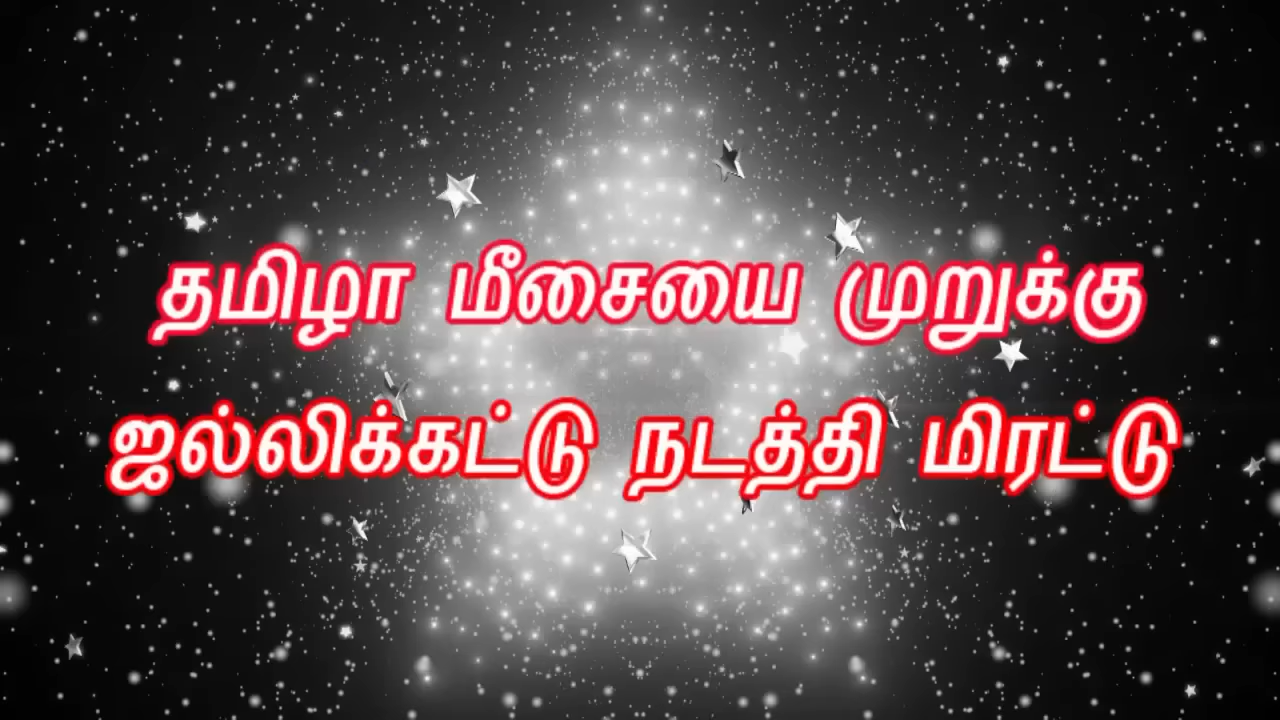 தமிழா மீசையை முறுக்கு
ஜல்லிக்கட்டு நடத்தி மிரட்டு